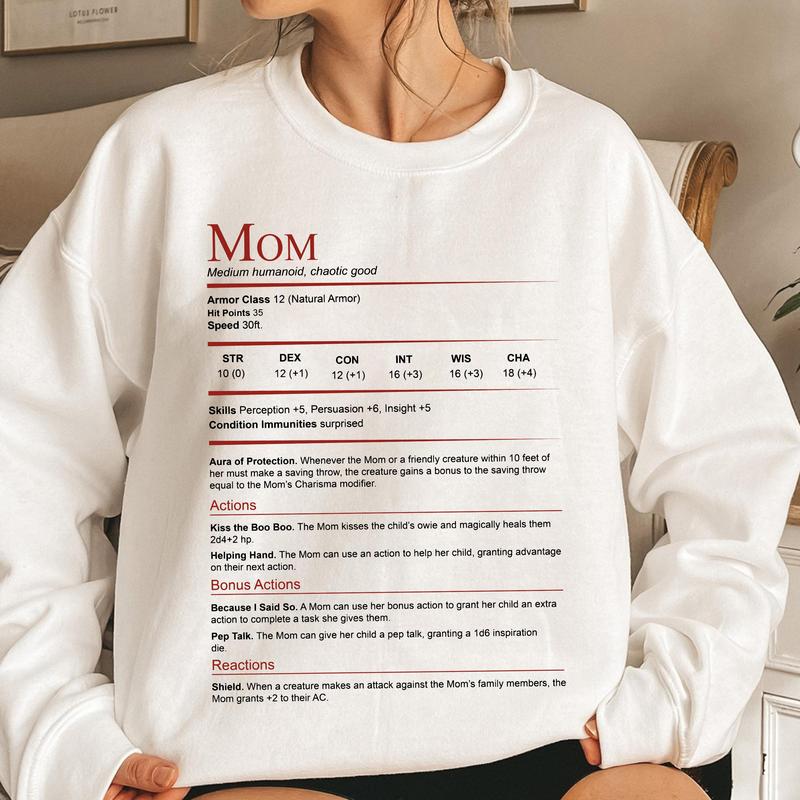 LOTUS FLOWER
Mom
Medium humanoid, chaotic good
Armor Class 12 (Natural Armor)
Hit Points 35
Speed 30ft.
STR DEX CON INT WIS CHA
10 (0) 12 (+1) 12 (+1) 16 (+3) 16 (+3) 18 (+4)
Skills Perception +5, Persuasion +6, Insight +5
Condition Immunities surprised
Aura of Protection. Whenever the Mom or a friendly creature within 10 feet of
her must make a saving throw, the creature gains a bonus to the saving throw
equal to the Mom's Charisma modifier.
Actions
Kiss the Boo Boo. The Mom kisses the child's owie and magically heals them
2d4+2 hp.
Helping Hand. The Mom can use an action to help her child, granting advantage
on their next action.
Bonus Actions
Because I Said So. A Mom can use her bonus action to grant her child an extra
action to complete a task she gives them.
Pep Talk. The Mom can give her child a pep talk, granting a 1d6 inspiration
die.
Reactions
Shield. When a creature makes an attack against the Mom's family members, the
Mom grants +2 to their AC.